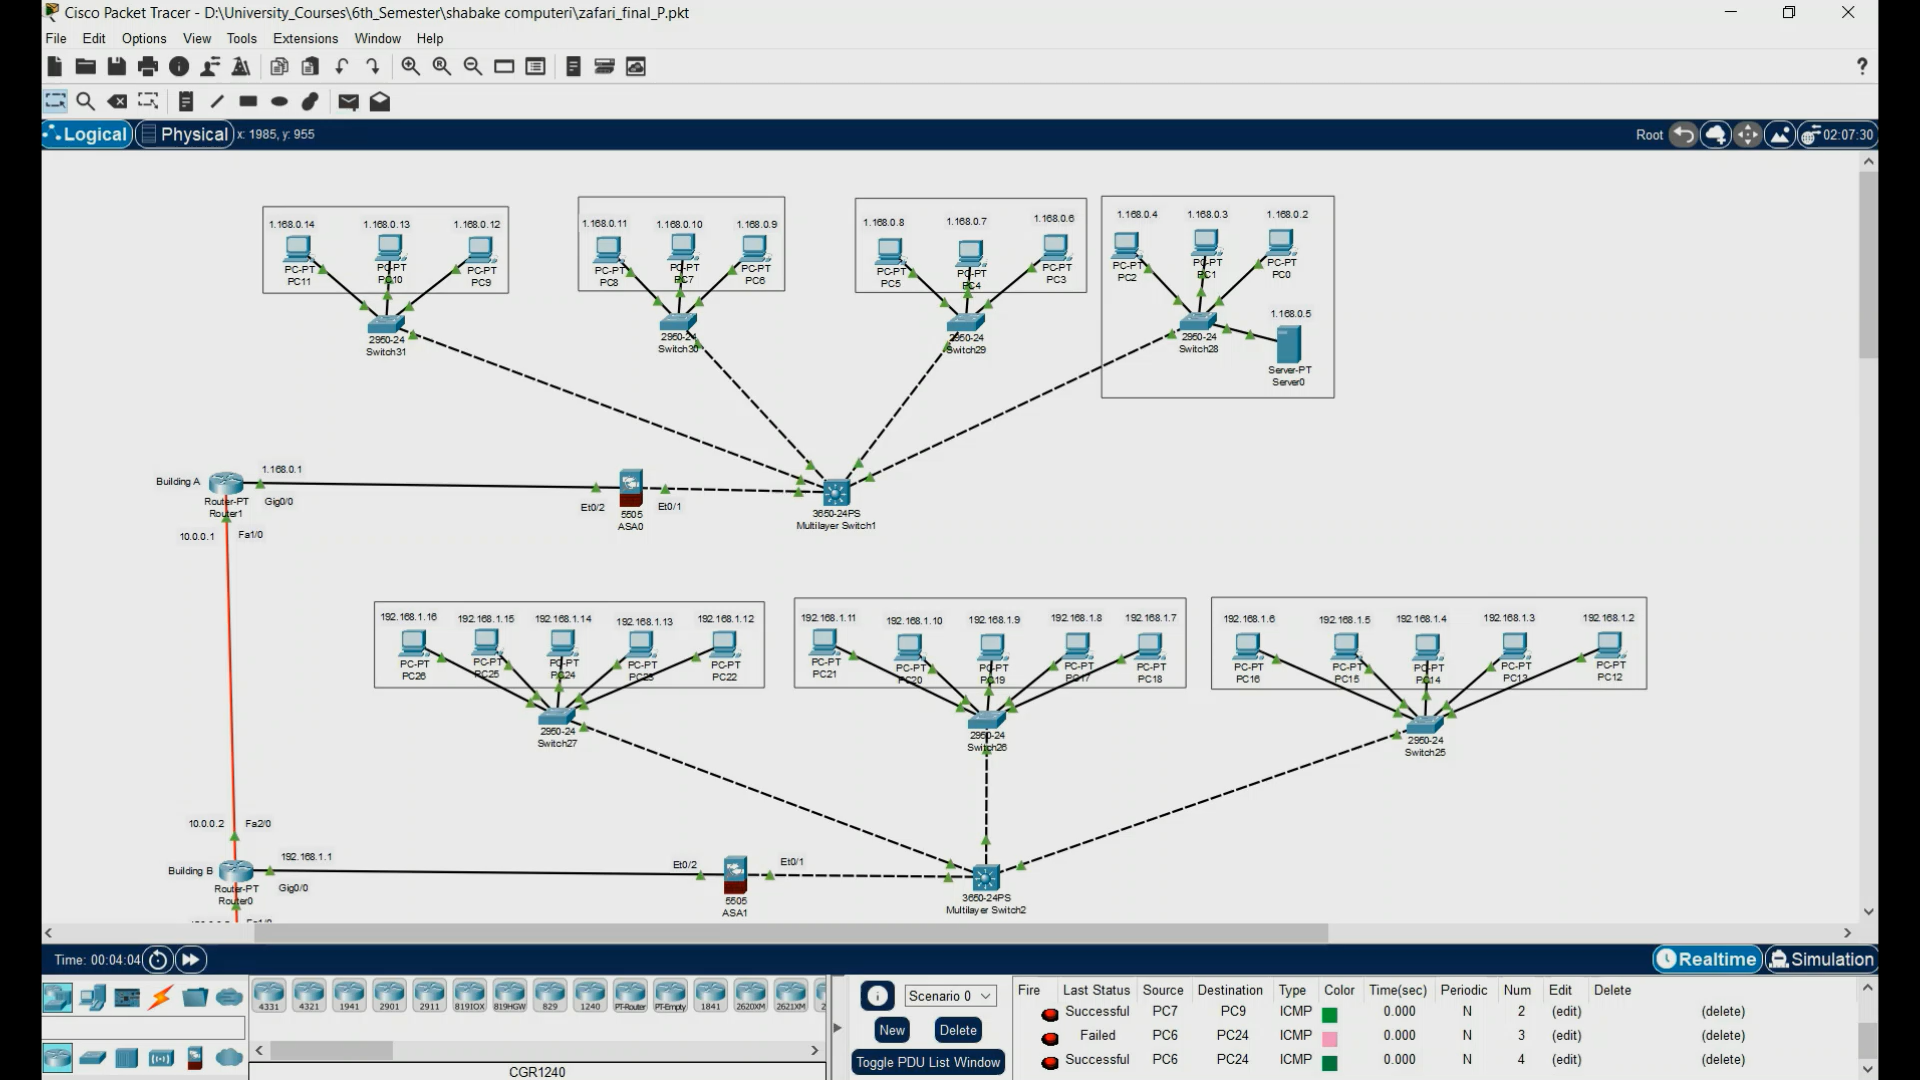 Cisco Packet Tracer - D:\University_Courses\6th_Semester\shabake computeri\zafari_final_P.pkt
File Edit Options View Tools Extensions Window Help
?
Logical Physical x: 1985, y: 955 Root 02:07:30
1.168.0.14 1.168.0.13 1.168.0.12
PC-PT PC11
PC-PT PC10
PC-PT PC9
2950-24
Switch31
1.168.0.11 1.168.0.10 1.168.0.9
PC-PT PC8
PC-PT PC7
PC-PT PC6
2950-24
Switch30
1.168.0.8 1.168.0.7 1.168.0.6
PC-PT PC5
PC-PT PC4
PC-PT PC3
2950-24
Switch29
1.168.0.4 1.168.0.3 1.168.0.2
PC-PT PC2
PC-PT PC1
PC-PT PC0
2950-24
Switch28
1.168.0.5
Server-PT
Server0
Building A
Router-PT
Router1
1.168.0.1
Gig0/0
10.0.0.1 Fa1/0
Et0/2
5505
ASA0
Et0/1
3650-24PS
Multilayer Switch1
192.168.1.16 192.168.1.15 192.168.1.14 192.168.1.13 192.168.1.12
PC-PT PC26
PC-PT PC25
PC-PT PC24
PC-PT PC23
PC-PT PC22
2950-24
Switch27
192.168.1.11 192.168.1.10 192.168.1.9 192.168.1.8 192.168.1.7
PC-PT PC21
PC-PT PC20
PC-PT PC19
PC-PT PC17
PC-PT PC18
2950-24
Switch26
192.168.1.6 192.168.1.5 192.168.1.4 192.168.1.3 192.168.1.2
PC-PT PC16
PC-PT PC15
PC-PT PC14
PC-PT PC13
PC-PT PC12
2950-24
Switch25
10.0.0.2 Fa2/0
Building B
Router-PT
Router0
192.168.1.1
Gig0/0
Et0/2
5505
ASA1
Et0/1
3650-24PS
Multilayer Switch2
Time: 00:04:04 Realtime Simulation
4331 4321 1941 2901 2911 819IOX 819HGW 829 1240 PT-Router PT-Empty 1841 2620XM 2621XM
CGR1240
Scenario 0
New Delete
Toggle PDU List Window
Fire Last Status Source Destination Type Color Time(sec) Periodic Num Edit Delete
Successful PC7 PC9 ICMP 0.000 N 2 (edit) (delete)
Failed PC6 PC24 ICMP 0.000 N 3 (edit) (delete)
Successful PC6 PC24 ICMP 0.000 N 4 (edit) (delete)